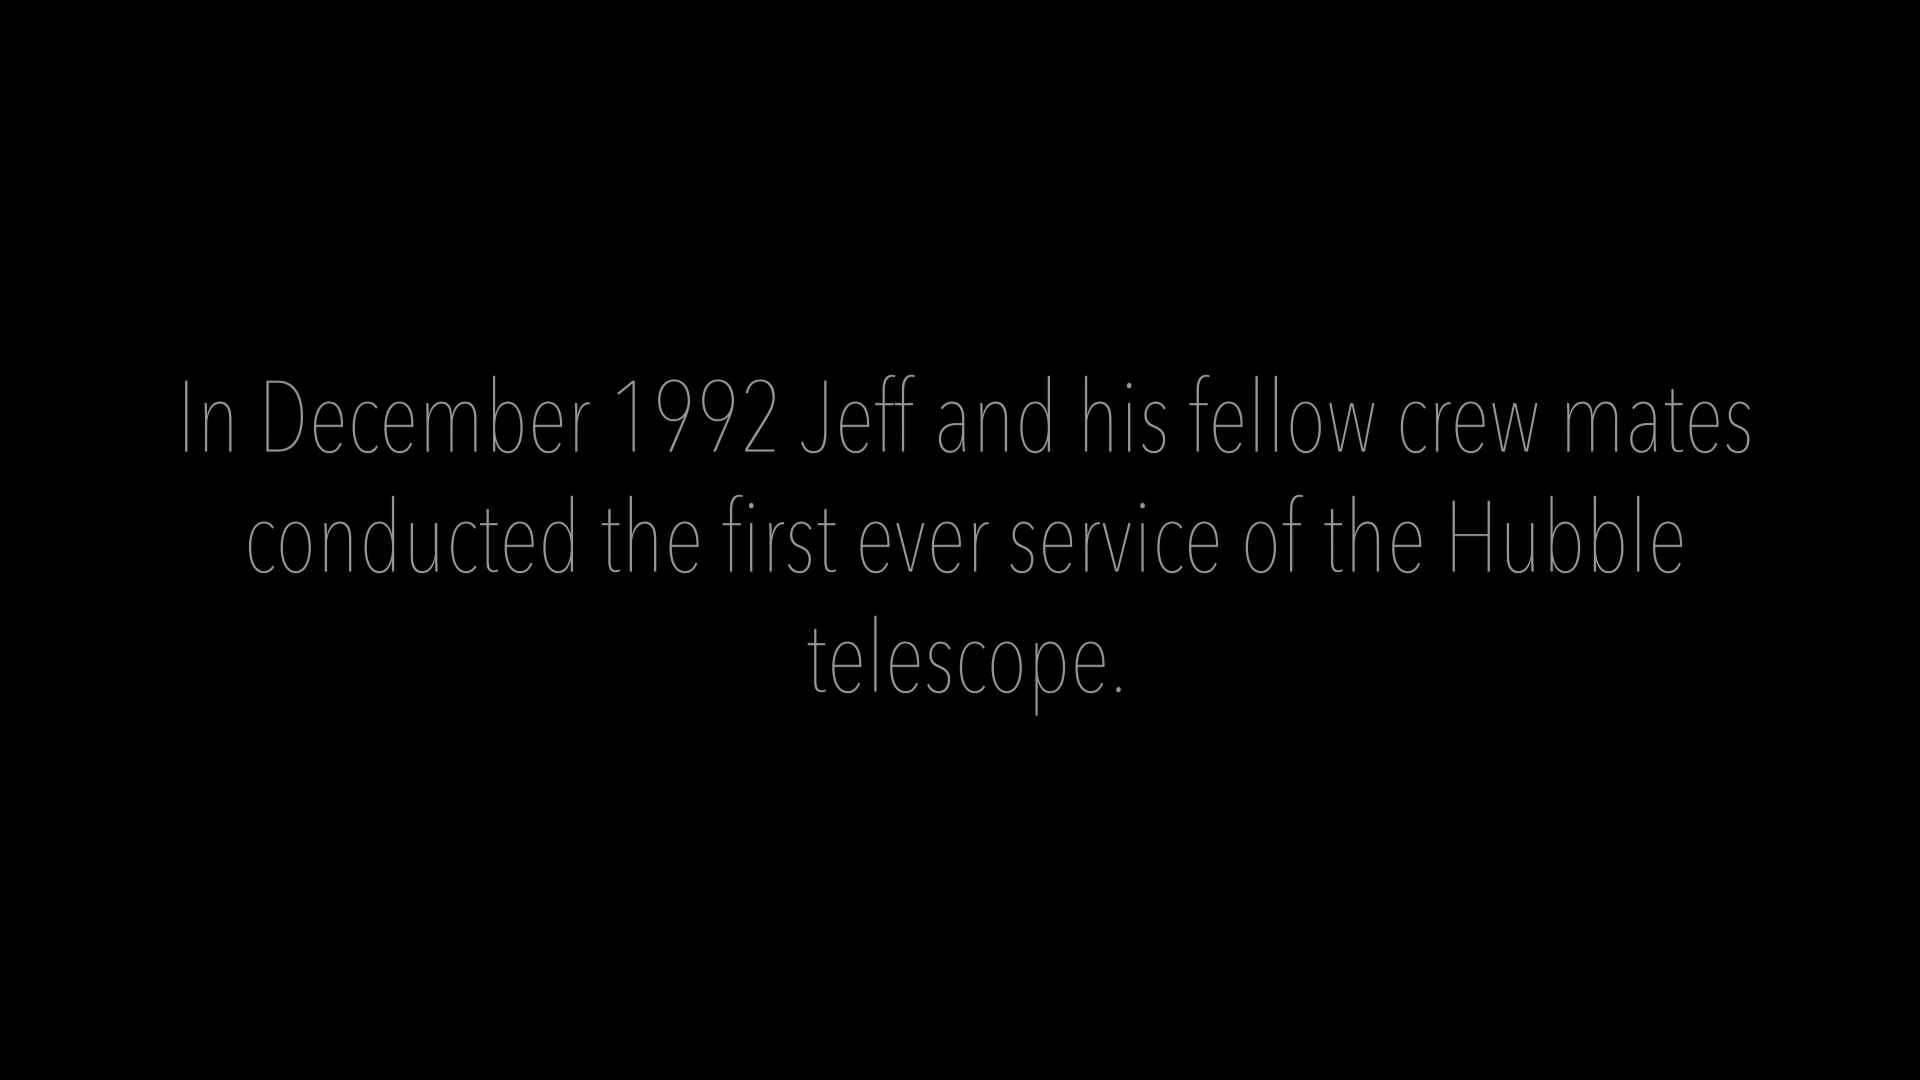 In December 1992 Jeff and his fellow crew mates
conducted the first ever service of the Hubble
telescope.